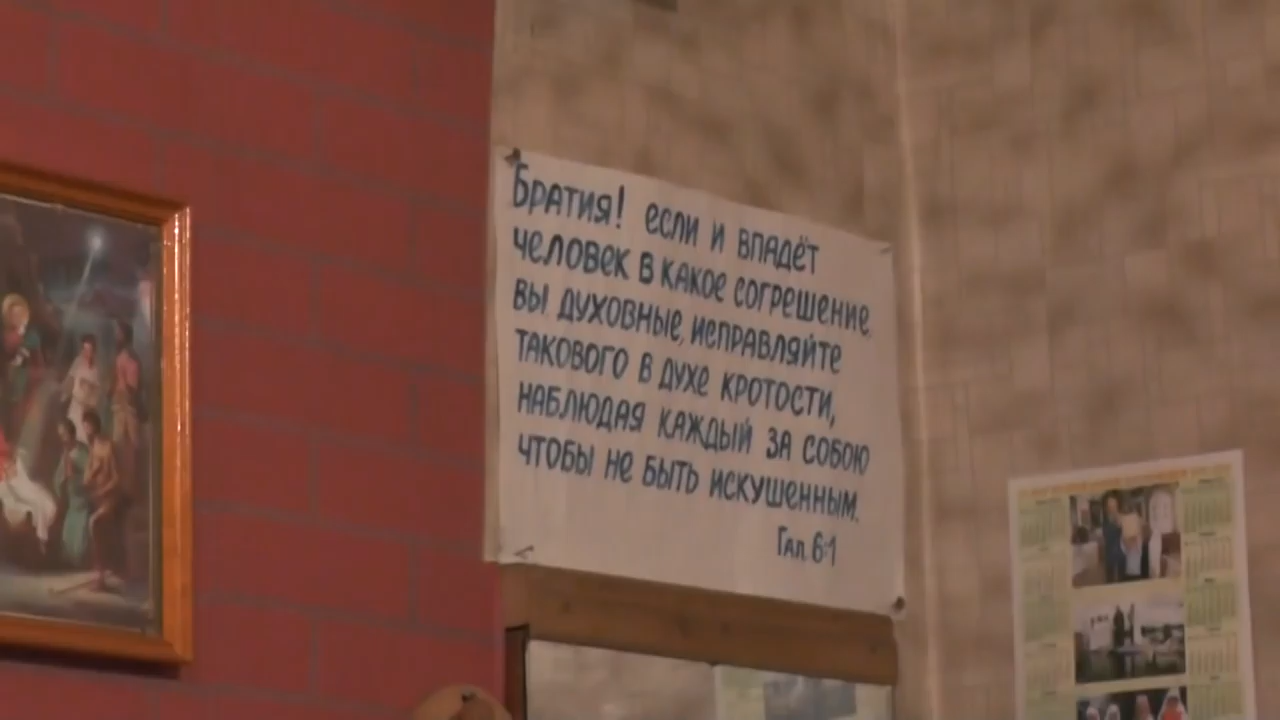 Братия! если и впадёт
человек в какое согрешение
вы духовные, исправляйте
такового в духе кротости,
наблюдая каждый за собою
чтобы не быть искушенным.
Гал. 6:1